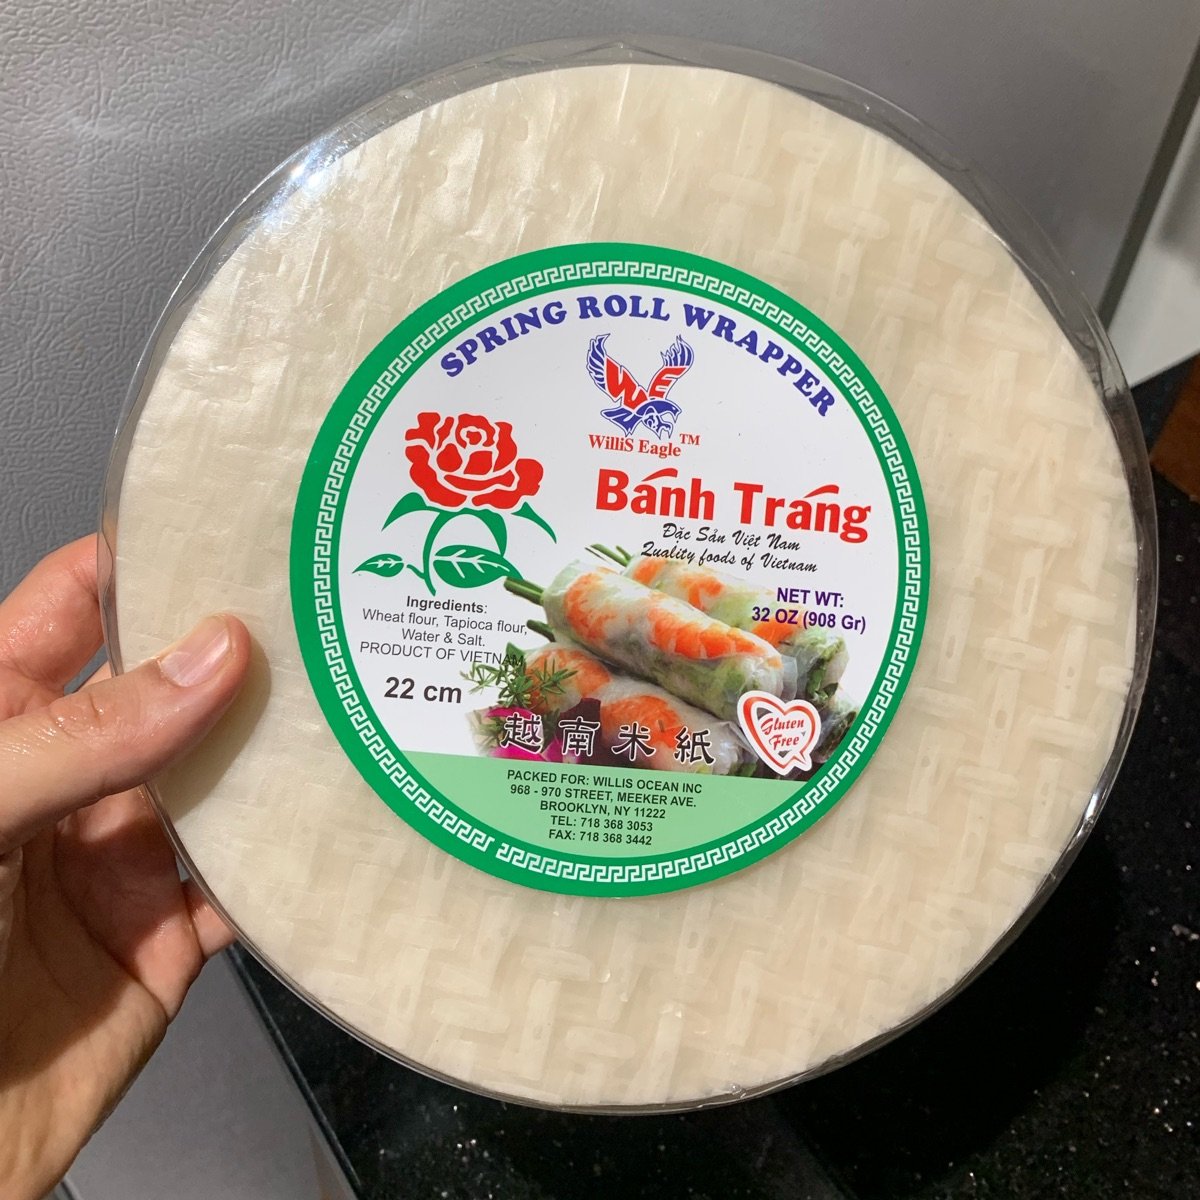 SPRING ROLL WRAPPER
WE
WilliS Eagle™
Bánh Tráng
Đặc Sản Việt Nam
Quality foods of Vietnam
Ingredients:
Wheat flour, Tapioca flour,
Water & Salt.
PRODUCT OF VIETNAM
22 cm
NET WT:
32 OZ (908 Gr)
Gluten
Free
越南米紙
PACKED FOR: WILLIS OCEAN INC
968 - 970 STREET, MEEKER AVE.
BROOKLYN, NY 11222
TEL: 718 368 3053
FAX: 718 368 3442